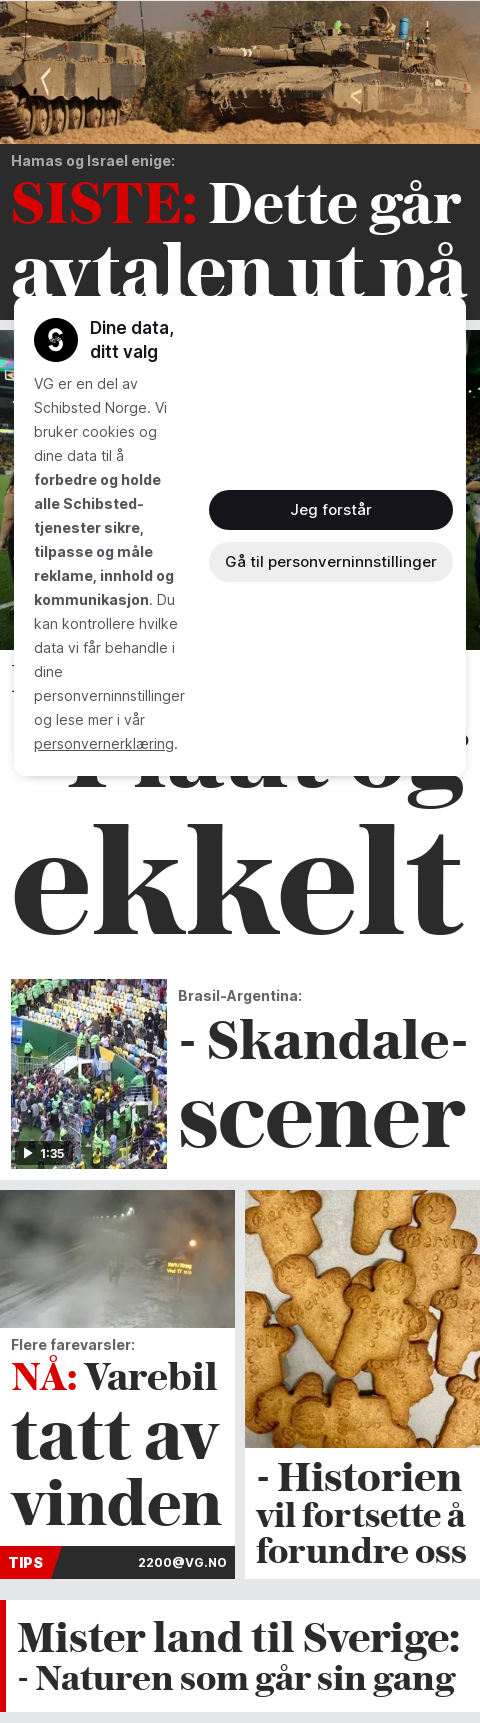 Hamas og Israel enige:
SISTE: Dette går
avtalen ut på
Dine data,
ditt valg
VG er en del av
Schibsted Norge. Vi
bruker cookies og
dine data til å
forbedre og holde
alle Schibsted-
tjenester sikre,
tilpasse og måle
reklame, innhold og
kommunikasjon. Du
kan kontrollere hvilke
data vi får behandle i
dine
personverninnstillinger
og lese mer i vår
personvernerklæring.
Jeg forstår
Gå til personverninnstillinger
og
ekkelt
Brasil-Argentina:
- Skandale-
scener
1:35
Flere farevarsler:
NÅ: Varebil
tatt av
vinden
TIPS 2200@VG.NO
- Historien
vil fortsette å
forundre oss
Mister land til Sverige:
- Naturen som går sin gang